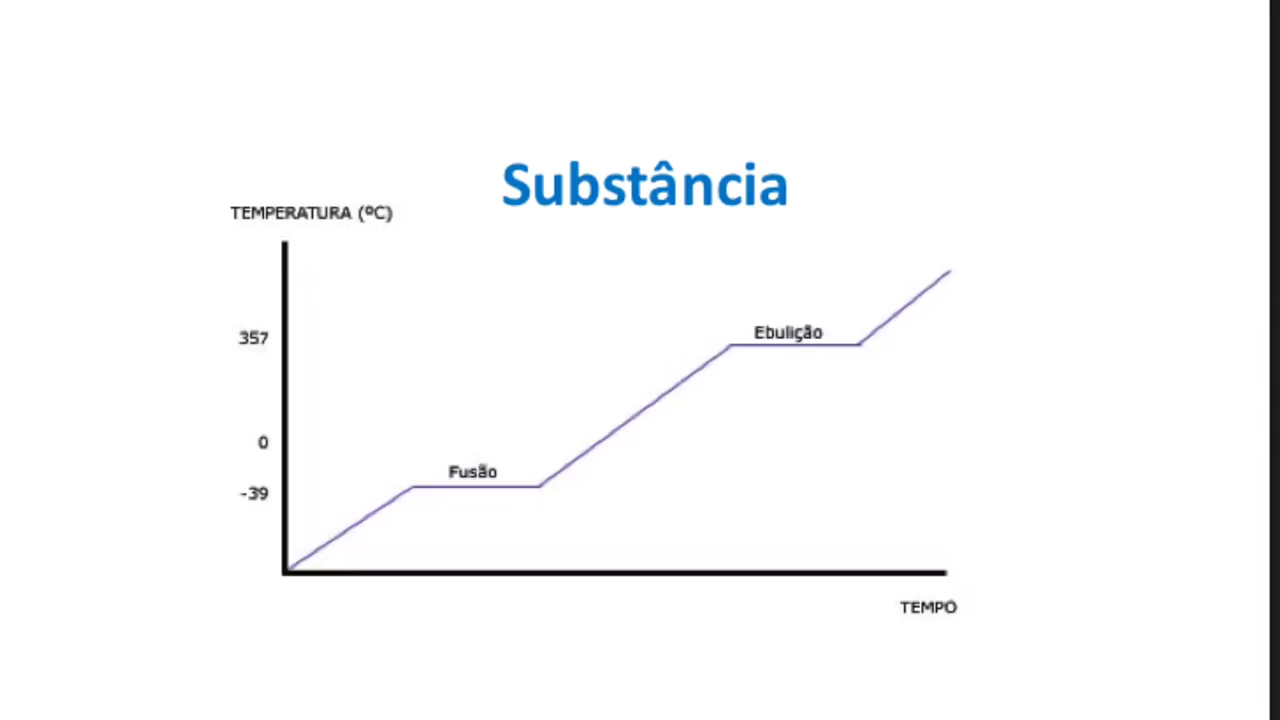 Substância
TEMPERATURA (ºC)
357
Ebulição
0
Fusão
-39
TEMPO